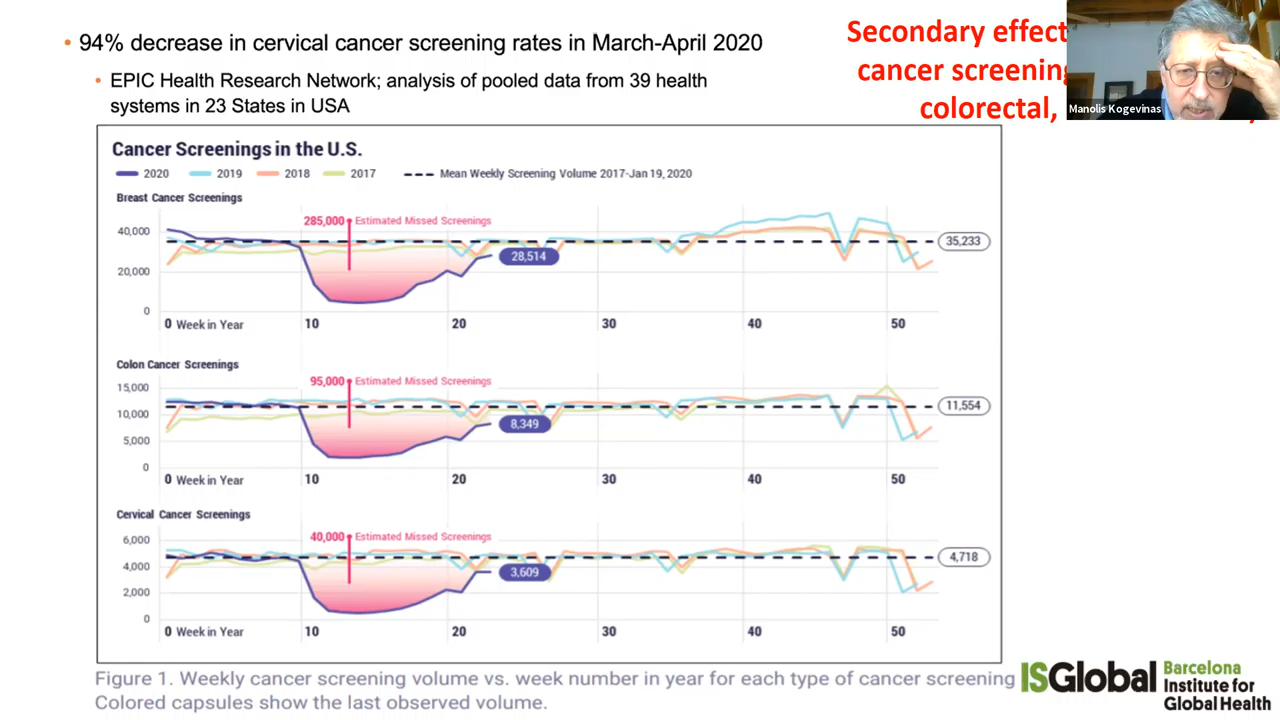 • 94% decrease in cervical cancer screening rates in March-April 2020
• EPIC Health Research Network; analysis of pooled data from 39 health
systems in 23 States in USA
Secondary effect
cancer screening
colorectal,
Manolis Kogevinas
Cancer Screenings in the U.S.
2020 2019 2018 2017 Mean Weekly Screening Volume 2017-Jan 19, 2020
Breast Cancer Screenings
285,000 Estimated Missed Screenings
40,000
35,233
28,514
20,000
0
0 Week in Year 10 20 30 40 50
Colon Cancer Screenings
95,000 Estimated Missed Screenings
15,000
10,000
11,554
8,349
5,000
0
0 Week in Year 10 20 30 40 50
Cervical Cancer Screenings
40,000 Estimated Missed Screenings
6,000
4,718
4,000
3,609
2,000
0
0 Week in Year 10 20 30 40 50
Figure 1. Weekly cancer screening volume vs. week number in year for each type of cancer screening
Colored capsules show the last observed volume.
ISGlobal Barcelona
Institute for
Global Health